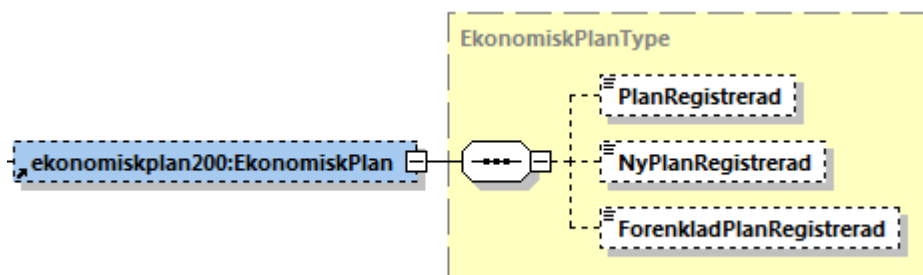 EkonomiskPlanType
PlanRegistrerad
ekonomiskplan200:EkonomiskPlan
NyPlanRegistrerad
ForenkladPlanRegistrerad